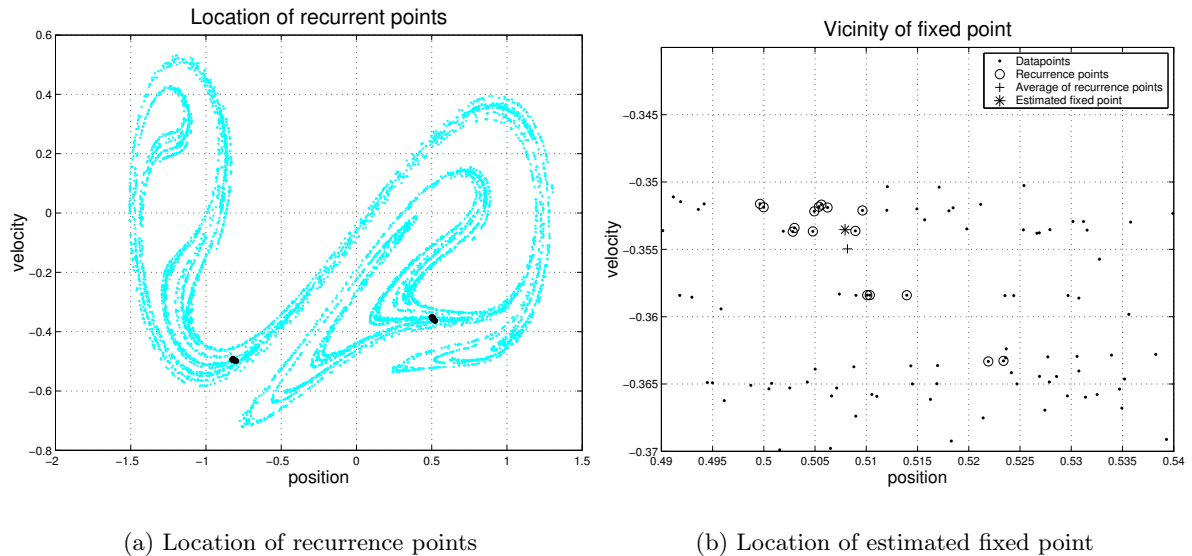 Location of recurrent points
0.6
0.4
0.2
0
−0.2
−0.4
−0.6
−0.8
velocity
−2 −1.5 −1 −0.5 0 0.5 1 1.5
position
(a) Location of recurrence points
Vicinity of fixed point
Datapoints
Recurrence points
Average of recurrence points
Estimated fixed point
−0.345
−0.35
−0.355
−0.36
−0.365
−0.37
velocity
0.49 0.495 0.5 0.505 0.51 0.515 0.52 0.525 0.53 0.535 0.54
position
(b) Location of estimated fixed point